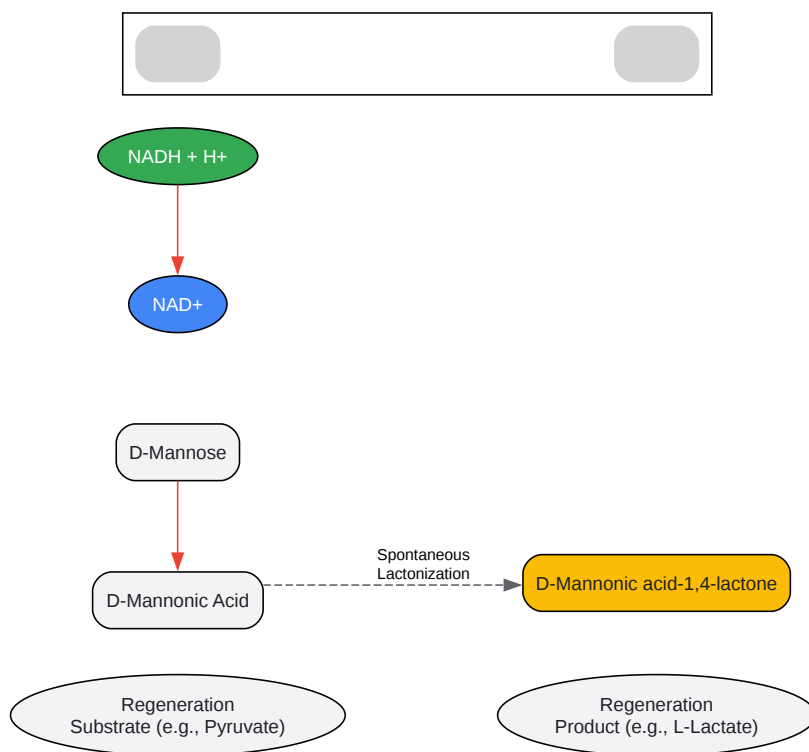 NADH + H+
NAD+
D-Mannose
Spontaneous
Lactonization
D-Mannonic Acid
D-Mannonic acid-1,4-lactone
Regeneration
Substrate (e.g., Pyruvate)
Regeneration
Product (e.g., L-Lactate)